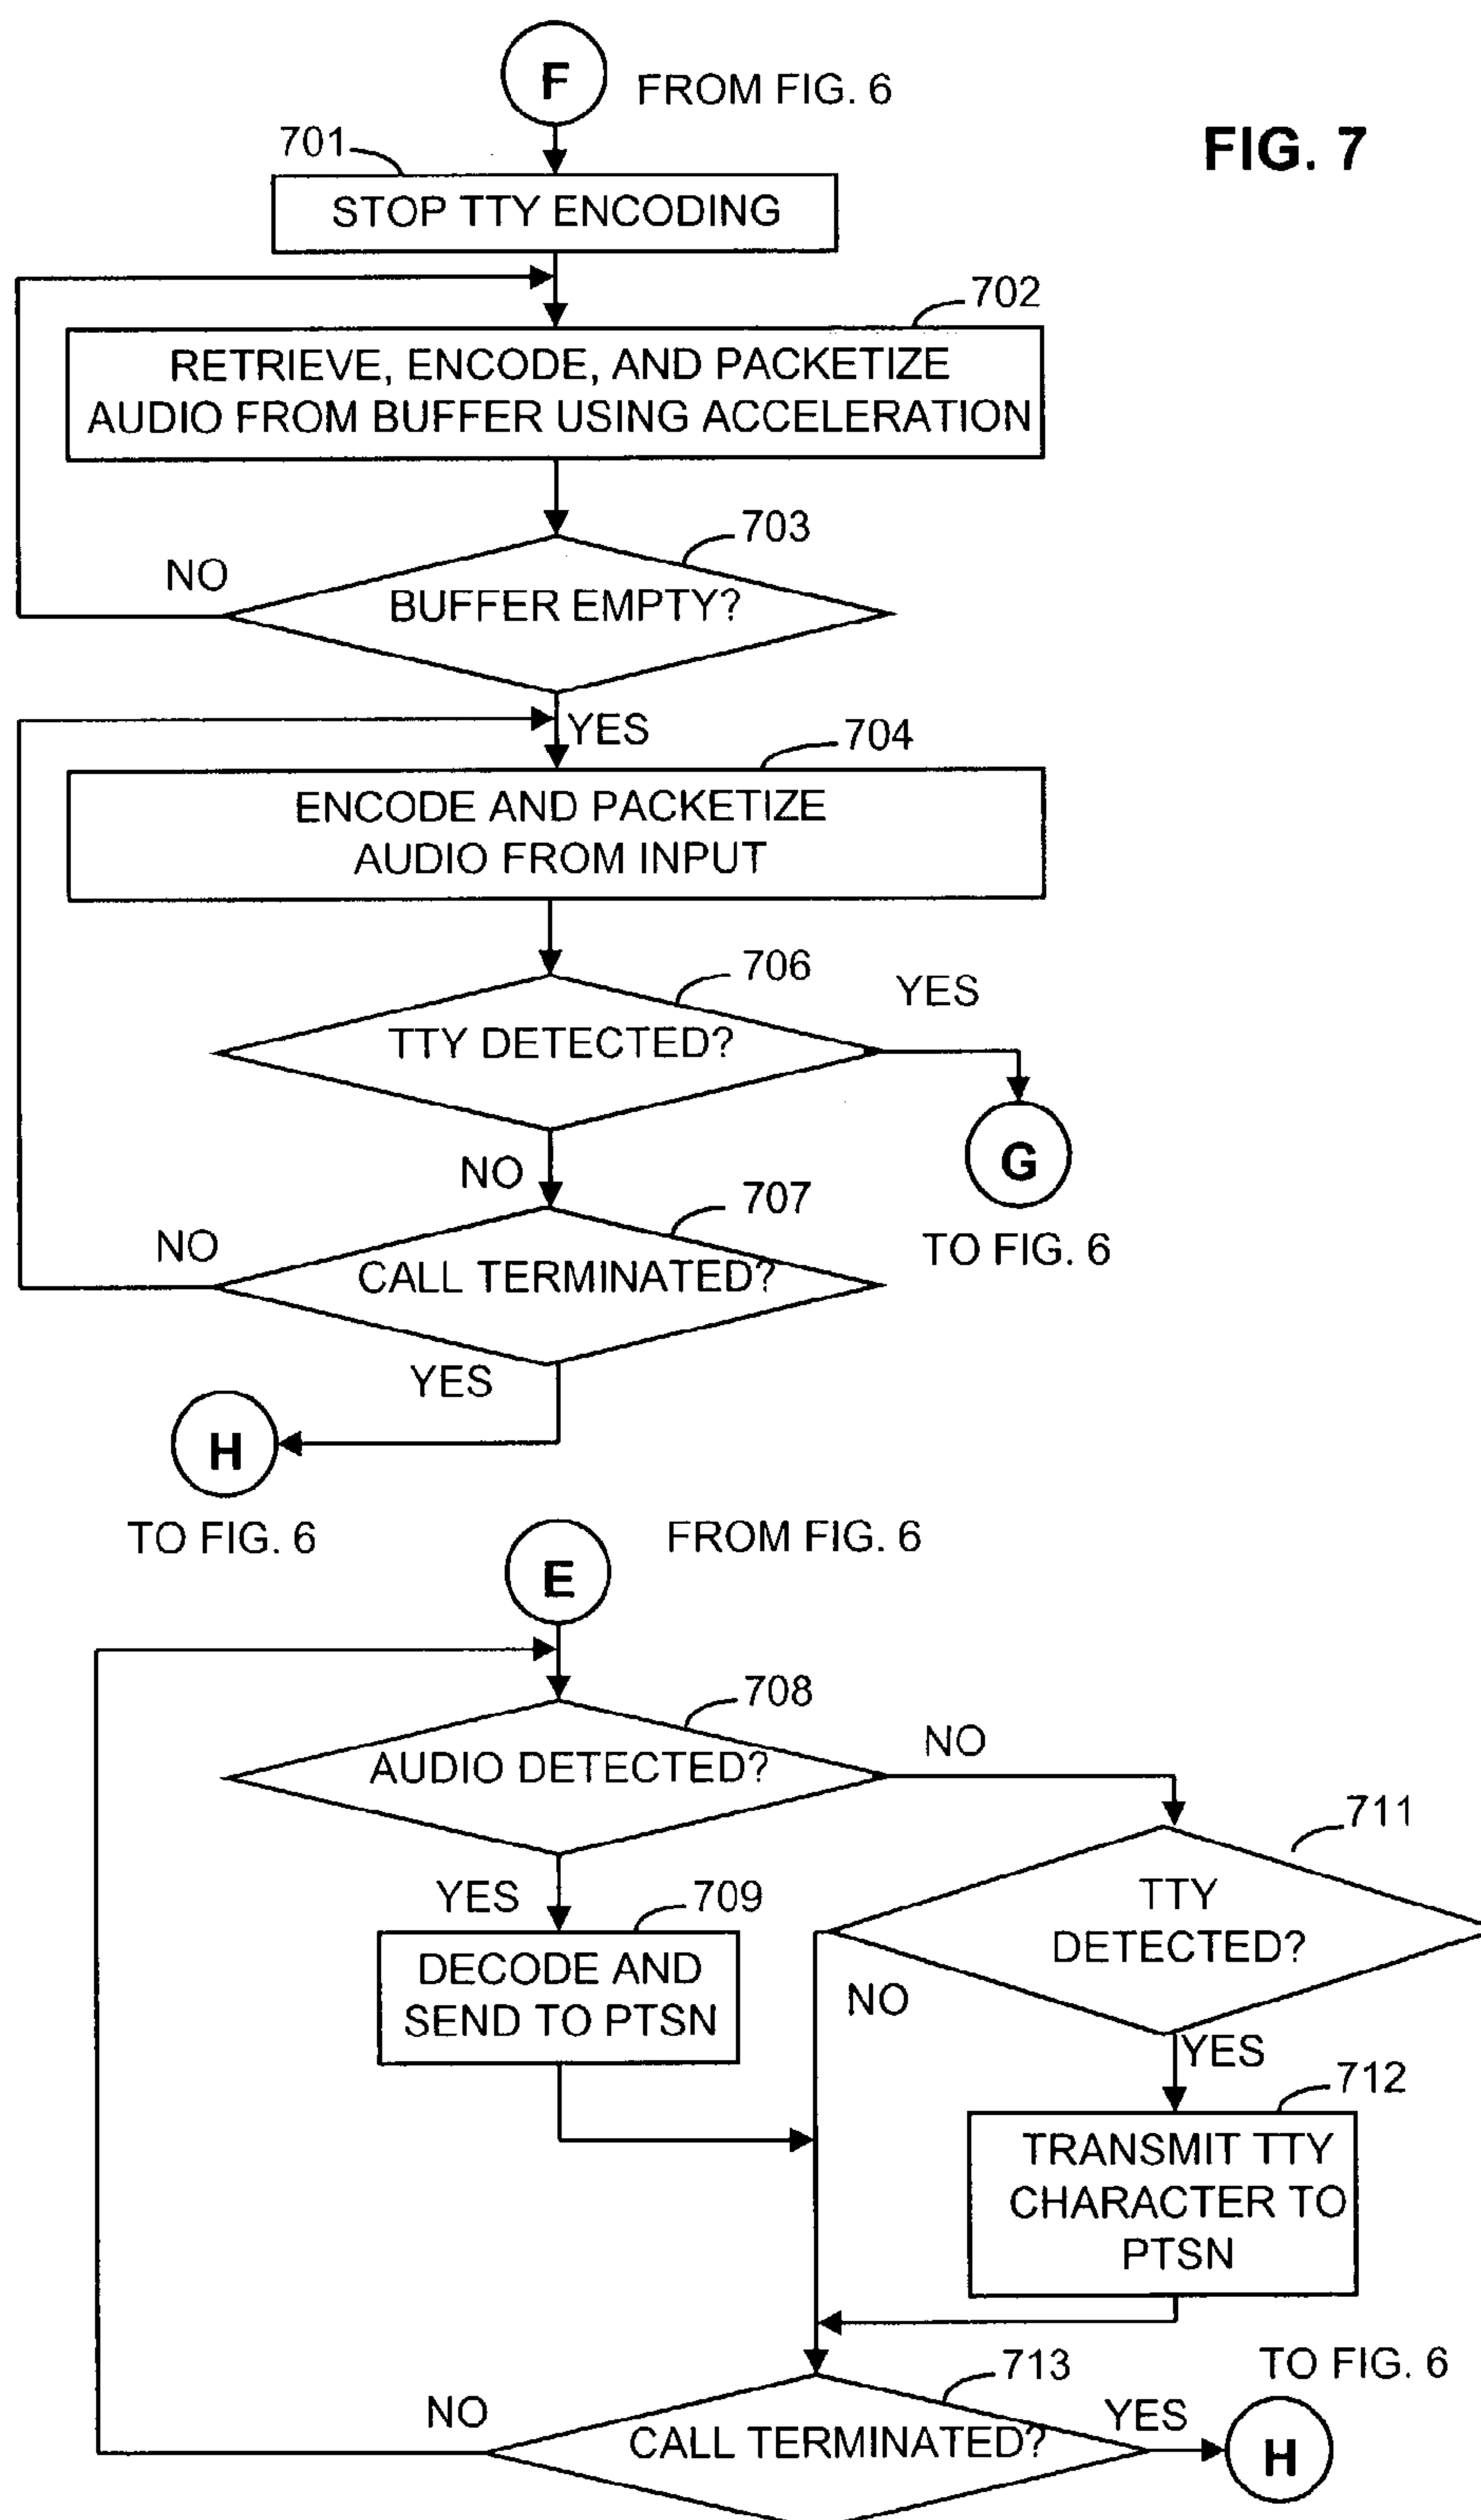 F FROM FIG. 6
FIG. 7
701
STOP TTY ENCODING
702
RETRIEVE, ENCODE, AND PACKETIZE
AUDIO FROM BUFFER USING ACCELERATION
703
NO
BUFFER EMPTY?
YES
704
ENCODE AND PACKETIZE
AUDIO FROM INPUT
706
YES
TTY DETECTED?
G
TO FIG. 6
NO
707
NO
CALL TERMINATED?
YES
H
TO FIG. 6
E FROM FIG. 6
708
NO
AUDIO DETECTED?
711
TTY
DETECTED?
YES
709
DECODE AND
SEND TO PTSN
NO
YES
712
TRANSMIT TTY
CHARACTER TO
PTSN
713
TO FIG. 6
NO
CALL TERMINATED?
YES
H